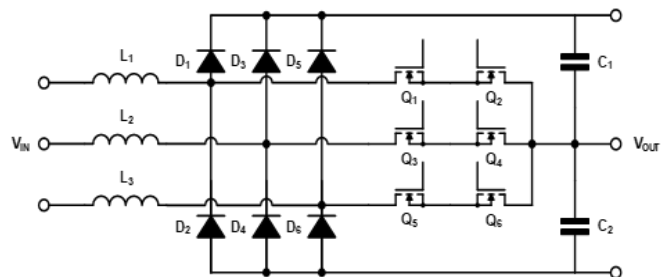 L1 D1 D3 D5 C1
Q1 Q2
L2
VIN Q3 Q4 VOUT
L3
D2 D4 D6 Q5 Q6 C2